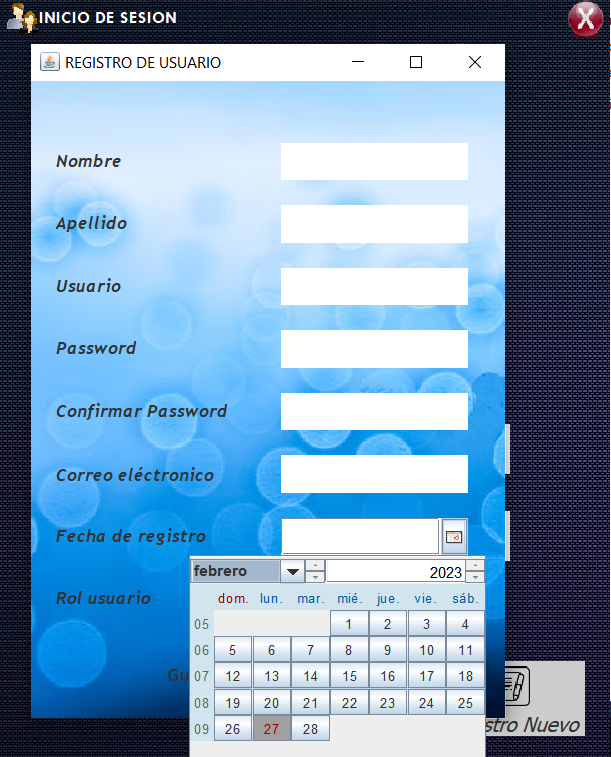 INICIO DE SESION
REGISTRO DE USUARIO
Nombre
Apellido
Usuario
Password
Confirmar Password
Correo eléctronico
Fecha de registro
febrero 2023
Rol usuario
dom. lun. mar. mié. jue. vie. sáb.
05 1 2 3 4
06 5 6 7 8 9 10 11
07 12 13 14 15 16 17 18
08 19 20 21 22 23 24 25
09 26 27 28
Nuevo